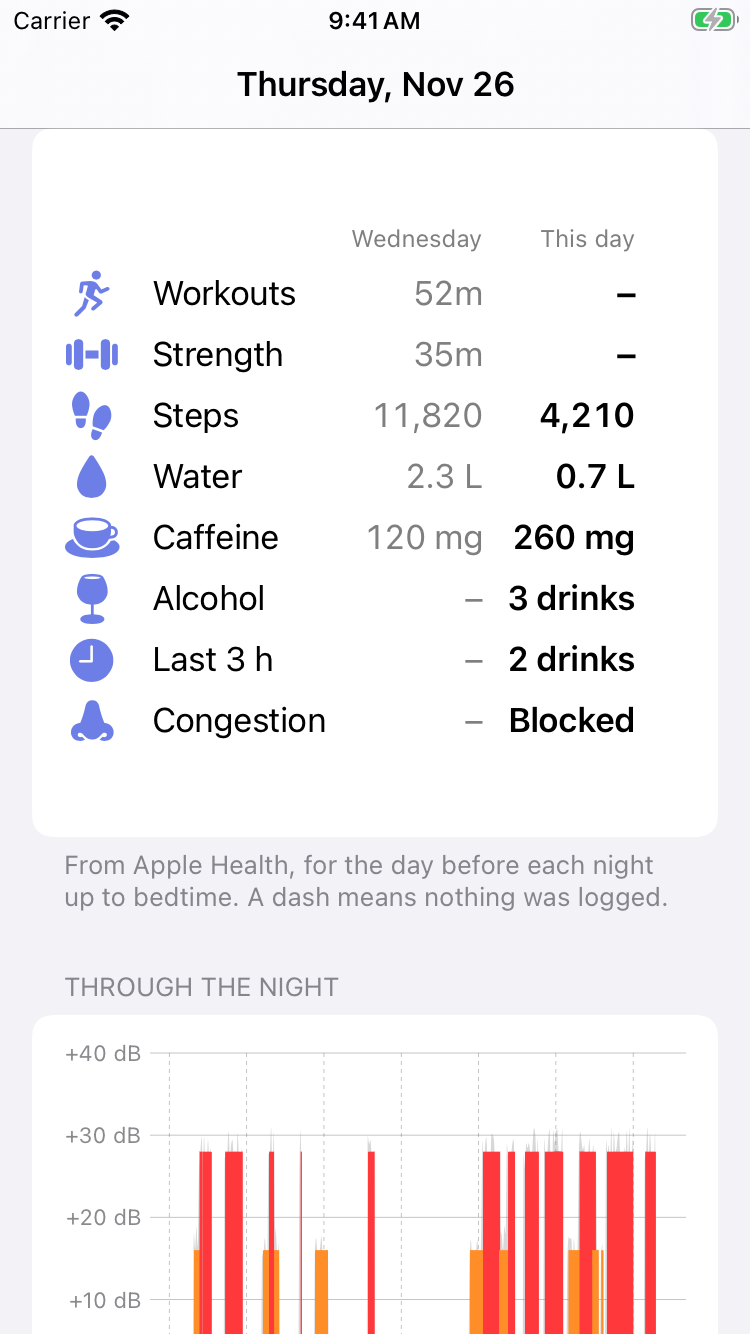 Carrier 9:41 AM
Thursday, Nov 26
Wednesday This day
Workouts 52m –
Strength 35m –
Steps 11,820 4,210
Water 2.3 L 0.7 L
Caffeine 120 mg 260 mg
Alcohol – 3 drinks
Last 3 h – 2 drinks
Congestion – Blocked
From Apple Health, for the day before each night
up to bedtime. A dash means nothing was logged.
THROUGH THE NIGHT
+40 dB
+30 dB
+20 dB
+10 dB